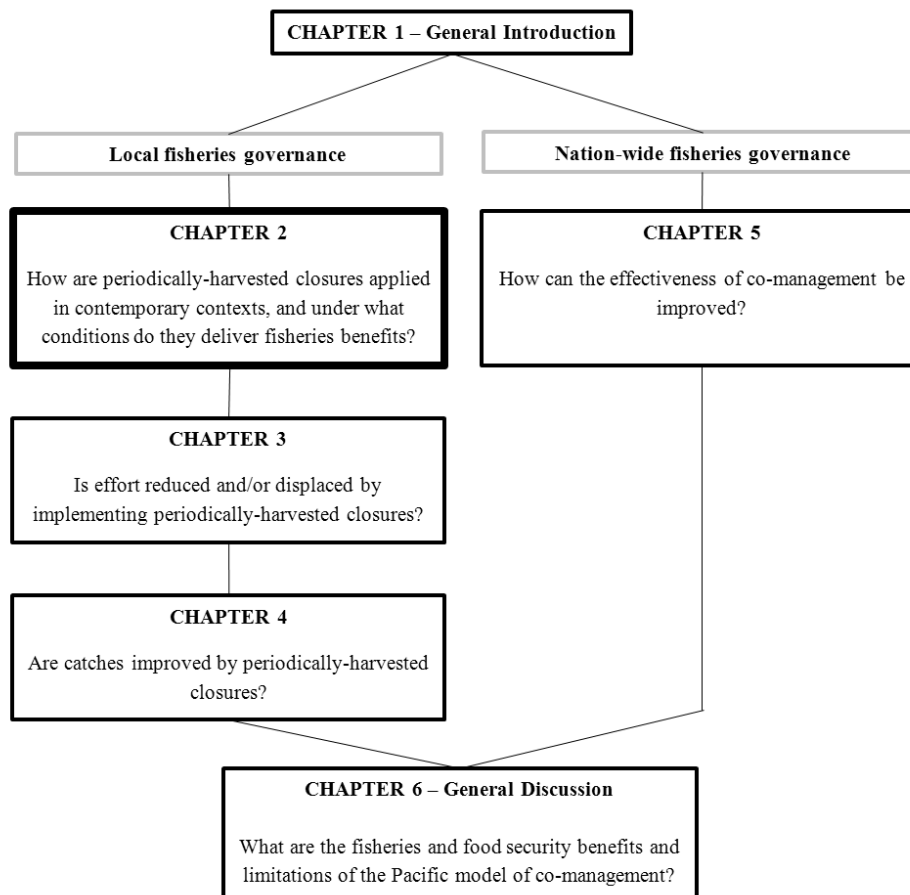 CHAPTER 1 – General Introduction
Local fisheries governance
Nation-wide fisheries governance
CHAPTER 2
How are periodically-harvested closures applied
in contemporary contexts, and under what
conditions do they deliver fisheries benefits?
CHAPTER 5
How can the effectiveness of co-management be
improved?
CHAPTER 3
Is effort reduced and/or displaced by
implementing periodically-harvested closures?
CHAPTER 4
Are catches improved by periodically-harvested
closures?
CHAPTER 6 – General Discussion
What are the fisheries and food security benefits and
limitations of the Pacific model of co-management?